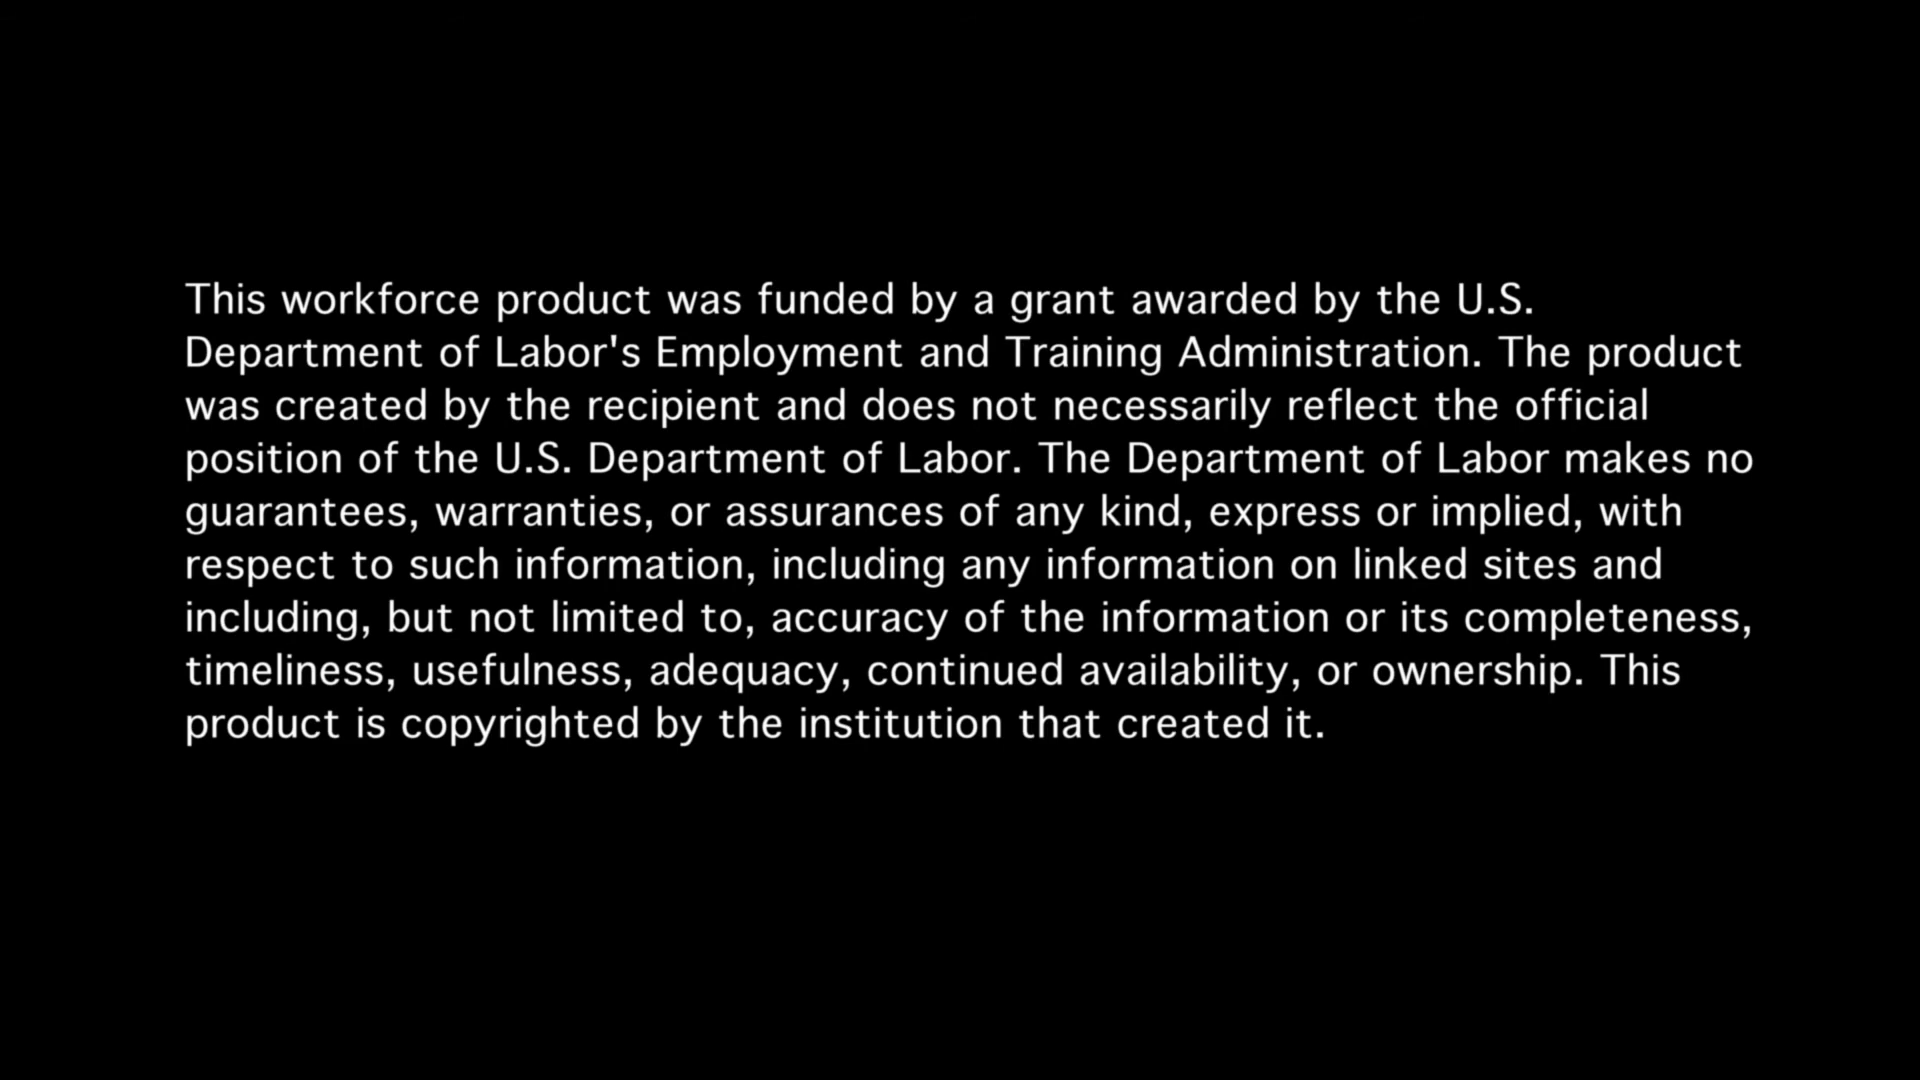 This workforce product was funded by a grant awarded by the U.S.
Department of Labor's Employment and Training Administration. The product
was created by the recipient and does not necessarily reflect the official
position of the U.S. Department of Labor. The Department of Labor makes no
guarantees, warranties, or assurances of any kind, express or implied, with
respect to such information, including any information on linked sites and
including, but not limited to, accuracy of the information or its completeness,
timeliness, usefulness, adequacy, continued availability, or ownership. This
product is copyrighted by the institution that created it.